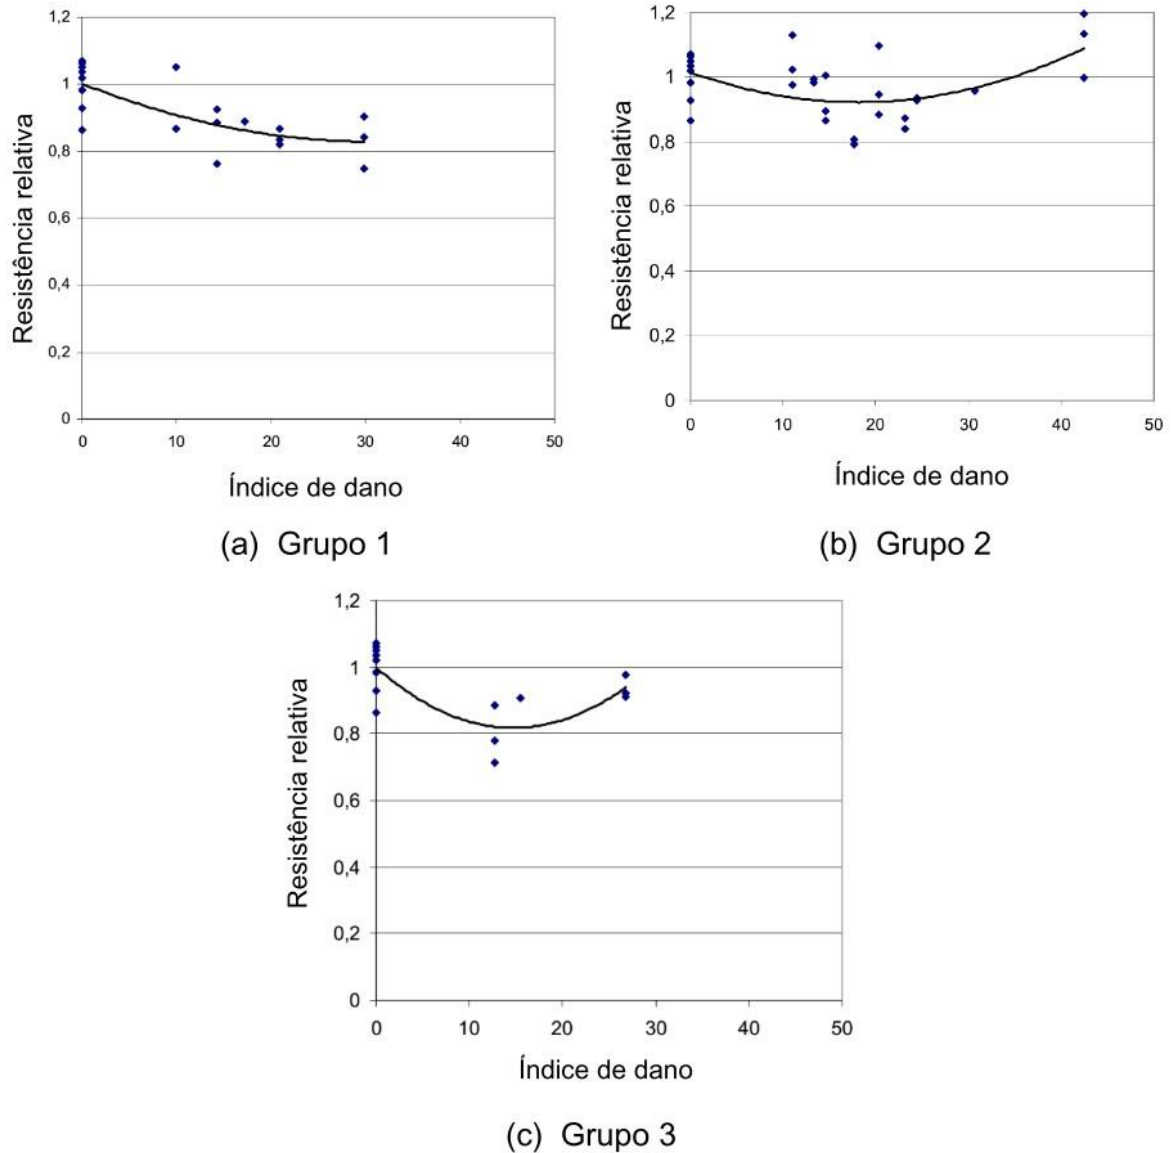 1,2
1
0,8
0,6
0,4
0,2
0
0 10 20 30 40 50
Resistência relativa
Índice de dano
(a) Grupo 1
1,2
1
0,8
0,6
0,4
0,2
0
0 10 20 30 40 50
Resistência relativa
Índice de dano
(b) Grupo 2
1,2
1
0,8
0,6
0,4
0,2
0
0 10 20 30 40 50
Resistência relativa
Índice de dano
(c) Grupo 3